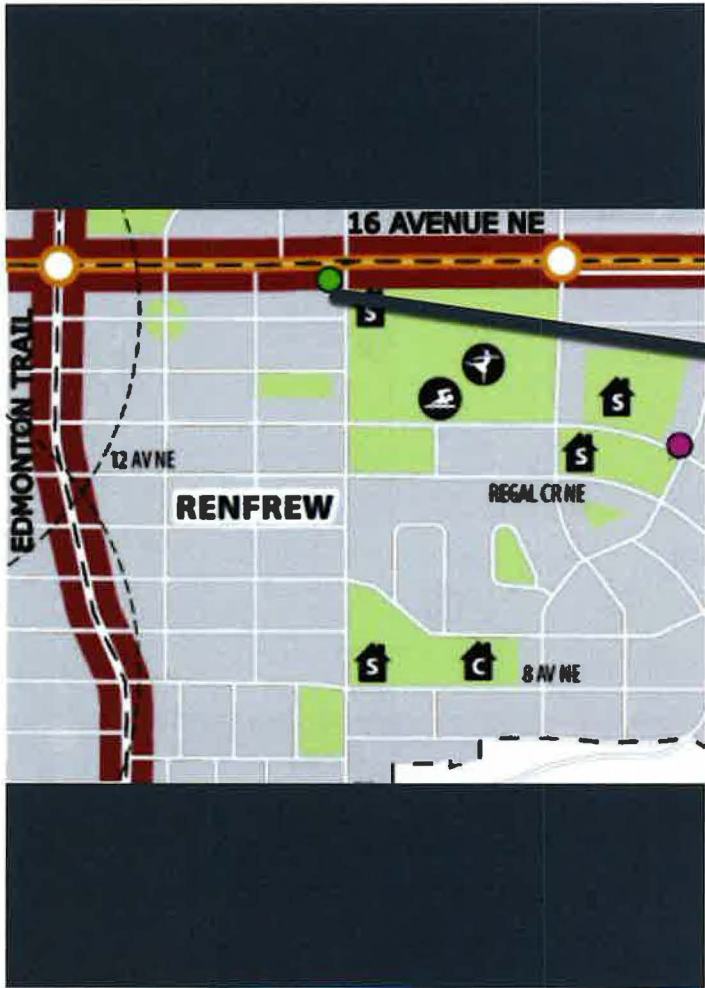 16 AVENUE NE
S
EDMONTON TRAIL
S
12 AV NE
S
REGAL CR NE
RENFREW
S
C
8 AV NE